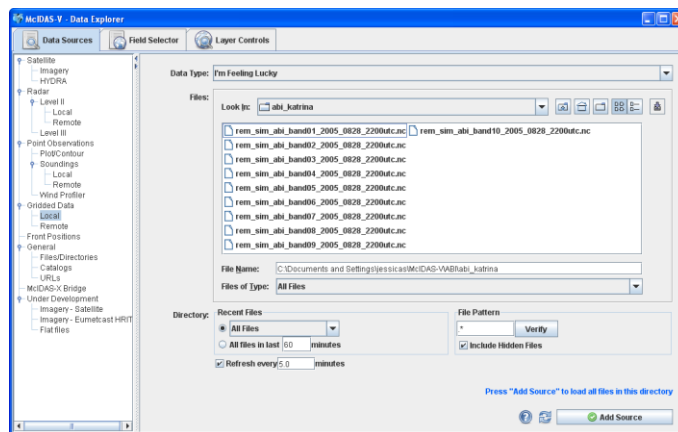 McIDAS-V - Data Explorer
Data Sources Field Selector Layer Controls
Satellite
Imagery
HYDRA
Radar
Level II
Local
Remote
Level III
Point Observations
Plot/Contour
Soundings
Local
Remote
Wind Profiler
Gridded Data
Local
Remote
Front Positions
General
Files/Directories
Catalogs
URLs
McIDAS-X Bridge
Under Development
Imagery - Satellite
Imagery - Eumetcast HRIT
Flat files
Data Type: I'm Feeling Lucky
Files:
Look In: abi_katrina
rem_sim_abi_band01_2005_0828_2200utc.nc rem_sim_abi_band10_2005_0828_2200utc.nc
rem_sim_abi_band02_2005_0828_2200utc.nc
rem_sim_abi_band03_2005_0828_2200utc.nc
rem_sim_abi_band04_2005_0828_2200utc.nc
rem_sim_abi_band05_2005_0828_2200utc.nc
rem_sim_abi_band06_2005_0828_2200utc.nc
rem_sim_abi_band07_2005_0828_2200utc.nc
rem_sim_abi_band08_2005_0828_2200utc.nc
rem_sim_abi_band09_2005_0828_2200utc.nc
File Name: C:\Documents and Settings\jessicas\McIDAS-V\ABI\abi_katrina
Files of Type: All Files
Directory:
Recent Files
All Files
All files in last 60 minutes
Refresh every 5.0 minutes
File Pattern
* Verify
Include Hidden Files
Press "Add Source" to load all files in this directory
Add Source